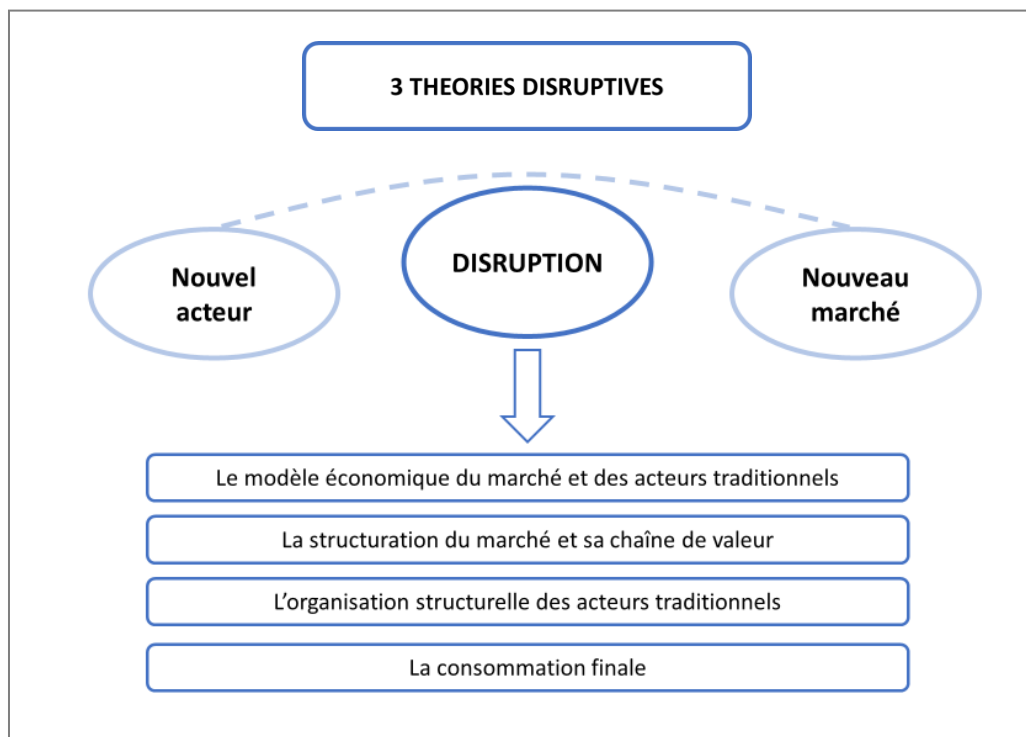 3 THEORIES DISRUPTIVES
Nouvel
acteur
DISRUPTION
Nouveau
marché
Le modèle économique du marché et des acteurs traditionnels
La structuration du marché et sa chaîne de valeur
L’organisation structurelle des acteurs traditionnels
La consommation finale